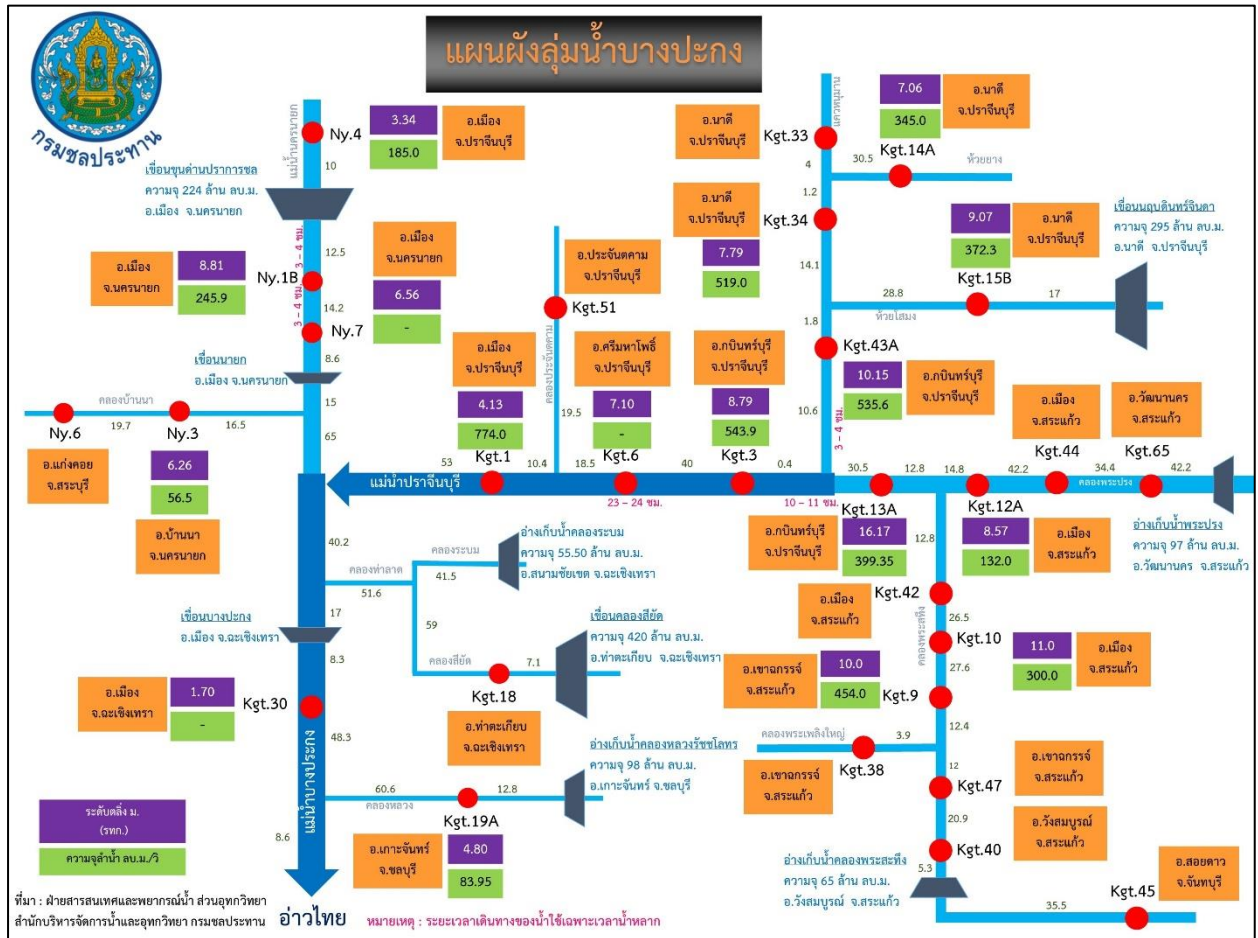 แผนผังลุ่มน้ำบางปะกง
กรมชลประทาน
แม่น้ำนครนายก
Ny.4
3.34
185.0
อ.เมือง
จ.ปราจีนบุรี
10
เขื่อนขุนด่านปราการชล
ความจุ 224 ล้าน ลบ.ม.
อ.เมือง จ.นครนายก
3 – 4 ชม.
12.5
อ.เมือง
จ.นครนายก
8.81
245.9
Ny.1B
3 – 4 ชม.
14.2
อ.เมือง
จ.นครนายก
6.56
-
Ny.7
8.6
เขื่อนนายก
อ.เมือง จ.นครนายก
15
คลองบ้านนา
19.7
16.5
65
Ny.6
อ.แก่งคอย
จ.สระบุรี
Ny.3
6.26
56.5
อ.บ้านนา
จ.นครนายก
แควหนุมาน
อ.นาดี
จ.ปราจีนบุรี
Kgt.33
4
7.06
345.0
อ.นาดี
จ.ปราจีนบุรี
Kgt.14A
30.5
ห้วยยาง
1.2
อ.นาดี
จ.ปราจีนบุรี
7.79
519.0
Kgt.34
14.1
9.07
372.3
อ.นาดี
จ.ปราจีนบุรี
Kgt.15B
28.8
17
ห้วยโสมง
เขื่อนนฤบดินทร์จินดา
ความจุ 295 ล้าน ลบ.ม.
อ.นาดี จ.ปราจีนบุรี
1.8
Kgt.43A
10.15
535.6
อ.กบินทร์บุรี
จ.ปราจีนบุรี
10.6
3 – 4 ชม.
อ.ประจันตคาม
จ.ปราจีนบุรี
Kgt.51
คลองประจันตคาม
19.5
อ.เมือง
จ.ปราจีนบุรี
4.13
774.0
Kgt.1
อ.ศรีมหาโพธิ์
จ.ปราจีนบุรี
7.10
-
Kgt.6
อ.กบินทร์บุรี
จ.ปราจีนบุรี
8.79
543.9
Kgt.3
แม่น้ำปราจีนบุรี
53
10.4
18.5
40
0.4
23 – 24 ชม.
10 – 11 ชม.
30.5
12.8
14.8
42.2
34.4
42.2
อ.เมือง
จ.สระแก้ว
Kgt.44
อ.วัฒนานคร
จ.สระแก้ว
Kgt.65
คลองพระปรง
Kgt.13A
อ.กบินทร์บุรี
จ.ปราจีนบุรี
16.17
399.35
Kgt.12A
8.57
132.0
อ.เมือง
จ.สระแก้ว
อ่างเก็บน้ำพระปรง
ความจุ 97 ล้าน ลบ.ม.
อ.วัฒนานคร จ.สระแก้ว
12.8
อ.เมือง
จ.สระแก้ว
Kgt.42
26.5
คลองพระสทึง
Kgt.10
11.0
300.0
อ.เมือง
จ.สระแก้ว
27.6
อ.เขาฉกรรจ์
จ.สระแก้ว
10.0
454.0
Kgt.9
12.4
คลองพระเพลิงใหญ่
3.9
Kgt.38
อ.เขาฉกรรจ์
จ.สระแก้ว
12
Kgt.47
อ.เขาฉกรรจ์
จ.สระแก้ว
20.9
Kgt.40
อ.วังสมบูรณ์
จ.สระแก้ว
อ่างเก็บน้ำคลองพระสะทึง
ความจุ 65 ล้าน ลบ.ม.
อ.วังสมบูรณ์ จ.สระแก้ว
5.3
35.5
Kgt.45
อ.สอยดาว
จ.จันทบุรี
40.2
คลองท่าลาด
51.6
คลองระบม
41.5
อ่างเก็บน้ำคลองระบม
ความจุ 55.50 ล้าน ลบ.ม.
อ.สนามชัยเขต จ.ฉะเชิงเทรา
59
คลองสียัด
7.1
เขื่อนคลองสียัด
ความจุ 420 ล้าน ลบ.ม.
อ.ท่าตะเกียบ จ.ฉะเชิงเทรา
Kgt.18
อ.ท่าตะเกียบ
จ.ฉะเชิงเทรา
17
เขื่อนบางปะกง
อ.เมือง จ.ฉะเชิงเทรา
8.3
อ.เมือง
จ.ฉะเชิงเทรา
1.70
-
Kgt.30
48.3
อ่างเก็บน้ำคลองหลวงรัชชโลทร
ความจุ 98 ล้าน ลบ.ม.
อ.เกาะจันทร์ จ.ชลบุรี
60.6
12.8
คลองหลวง
Kgt.19A
อ.เกาะจันทร์
จ.ชลบุรี
4.80
83.95
แม่น้ำบางปะกง
8.6
ระดับตลิ่ง ม.
(รทก.)
ความจุลำน้ำ ลบ.ม./วิ
ที่มา : ฝ่ายสารสนเทศและพยากรณ์น้ำ ส่วนอุทกวิทยา
สำนักบริหารจัดการน้ำและอุทกวิทยา กรมชลประทาน
อ่าวไทย
หมายเหตุ : ระยะเวลาเดินทางของน้ำใช้เฉพาะเวลาน้ำหลาก